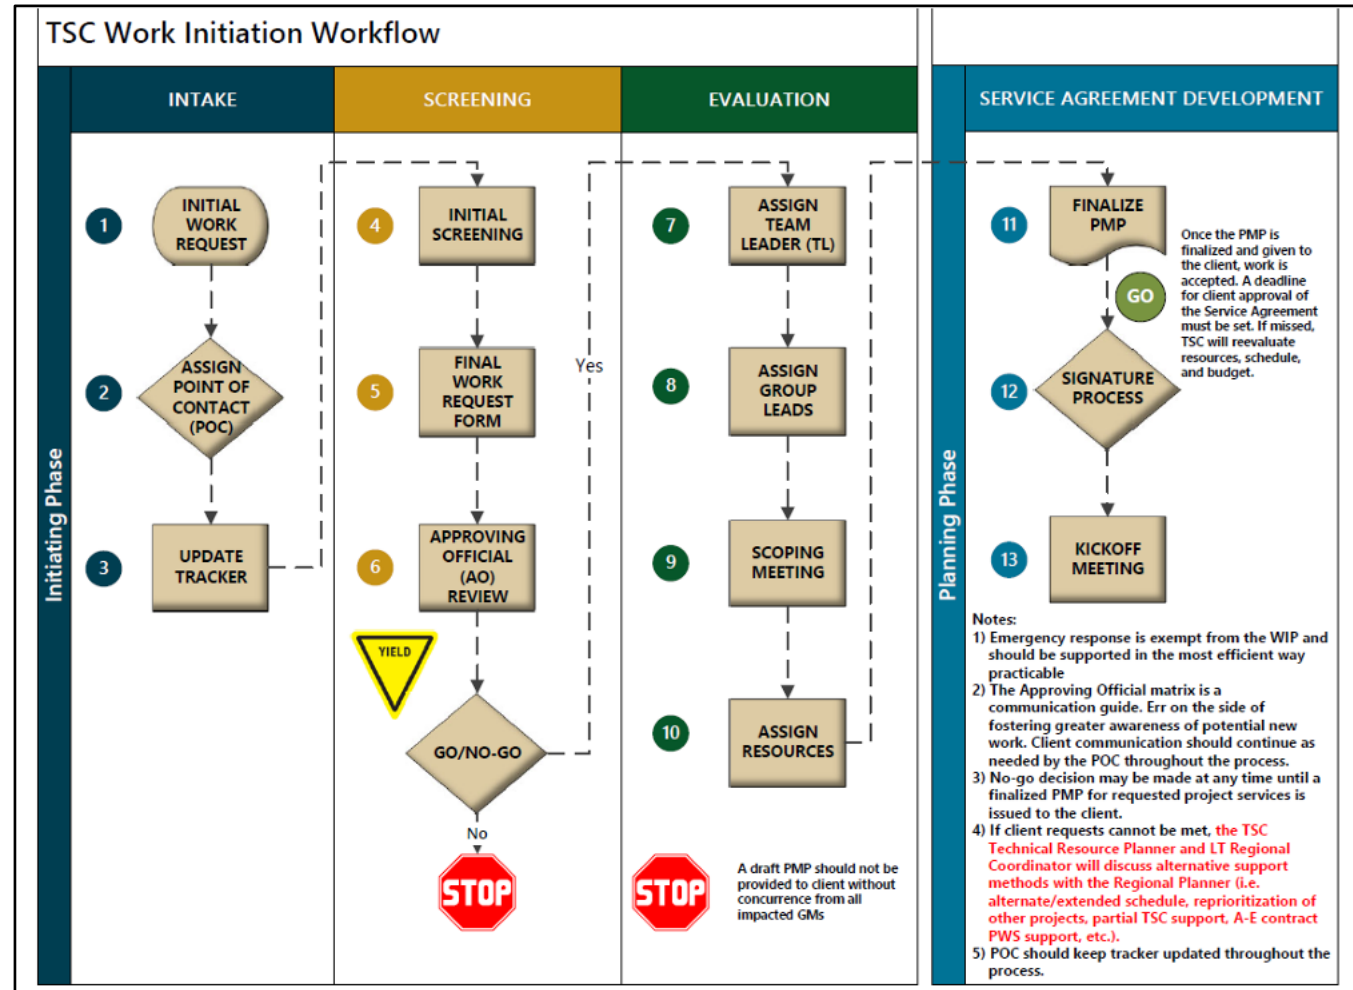 TSC Work Initiation Workflow
INTAKE
SCREENING
EVALUATION
SERVICE AGREEMENT DEVELOPMENT
Initiating Phase
1
INITIAL
WORK
REQUEST
2
ASSIGN
POINT OF
CONTACT
(POC)
3
UPDATE
TRACKER
4
INITIAL
SCREENING
5
FINAL
WORK
REQUEST
FORM
6
APPROVING
OFFICIAL
(AO)
REVIEW
YIELD
GO/NO-GO
Yes
No
STOP
7
ASSIGN
TEAM
LEADER (TL)
8
ASSIGN
GROUP
LEADS
9
SCOPING
MEETING
10
ASSIGN
RESOURCES
STOP
A draft PMP should not be
provided to client without
concurrence from all
impacted GMs
Planning Phase
11
FINALIZE
PMP
GO
Once the PMP is
finalized and given to
the client, work is
accepted. A deadline
for client approval of
the Service Agreement
must be set. If missed,
TSC will reevaluate
resources, schedule,
and budget.
12
SIGNATURE
PROCESS
13
KICKOFF
MEETING
Notes:
1) Emergency response is exempt from the WIP and
should be supported in the most efficient way
practicable
2) The Approving Official matrix is a
communication guide. Err on the side of
fostering greater awareness of potential new
work. Client communication should continue as
needed by the POC throughout the process.
3) No-go decision may be made at any time until a
finalized PMP for requested project services is
issued to the client.
4) If client requests cannot be met, the TSC
Technical Resource Planner and LT Regional
Coordinator will discuss alternative support
methods with the Regional Planner (i.e.
alternate/extended schedule, reprioritization of
other projects, partial TSC support, A-E contract
PWS support, etc.).
5) POC should keep tracker updated throughout the
process.